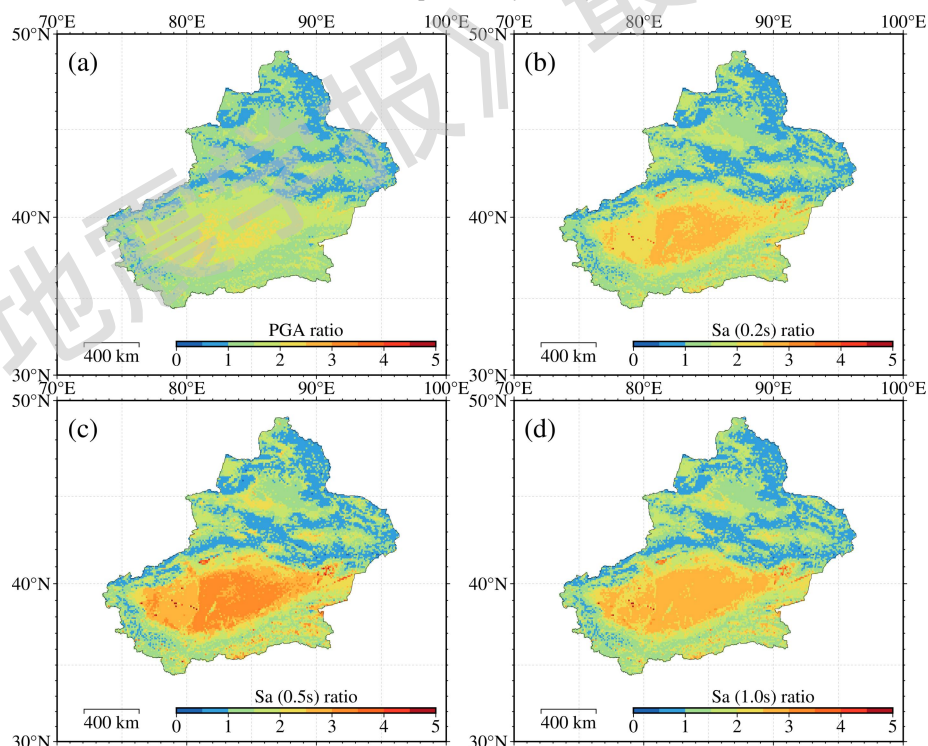 70°E 80°E 90°E 100°E
50°N
(a)
40°N
PGA ratio
400 km
0 1 2 3 4 5
30°N
70°E 80°E 90°E 100°E
50°N
(b)
40°N
Sa (0.2s) ratio
400 km
0 1 2 3 4 5
30°N
70°E 80°E 90°E 100°E
50°N
(c)
40°N
Sa (0.5s) ratio
400 km
0 1 2 3 4 5
30°N
70°E 80°E 90°E 100°E
50°N
(d)
40°N
Sa (1.0s) ratio
400 km
0 1 2 3 4 5
30°N
地震学报》最